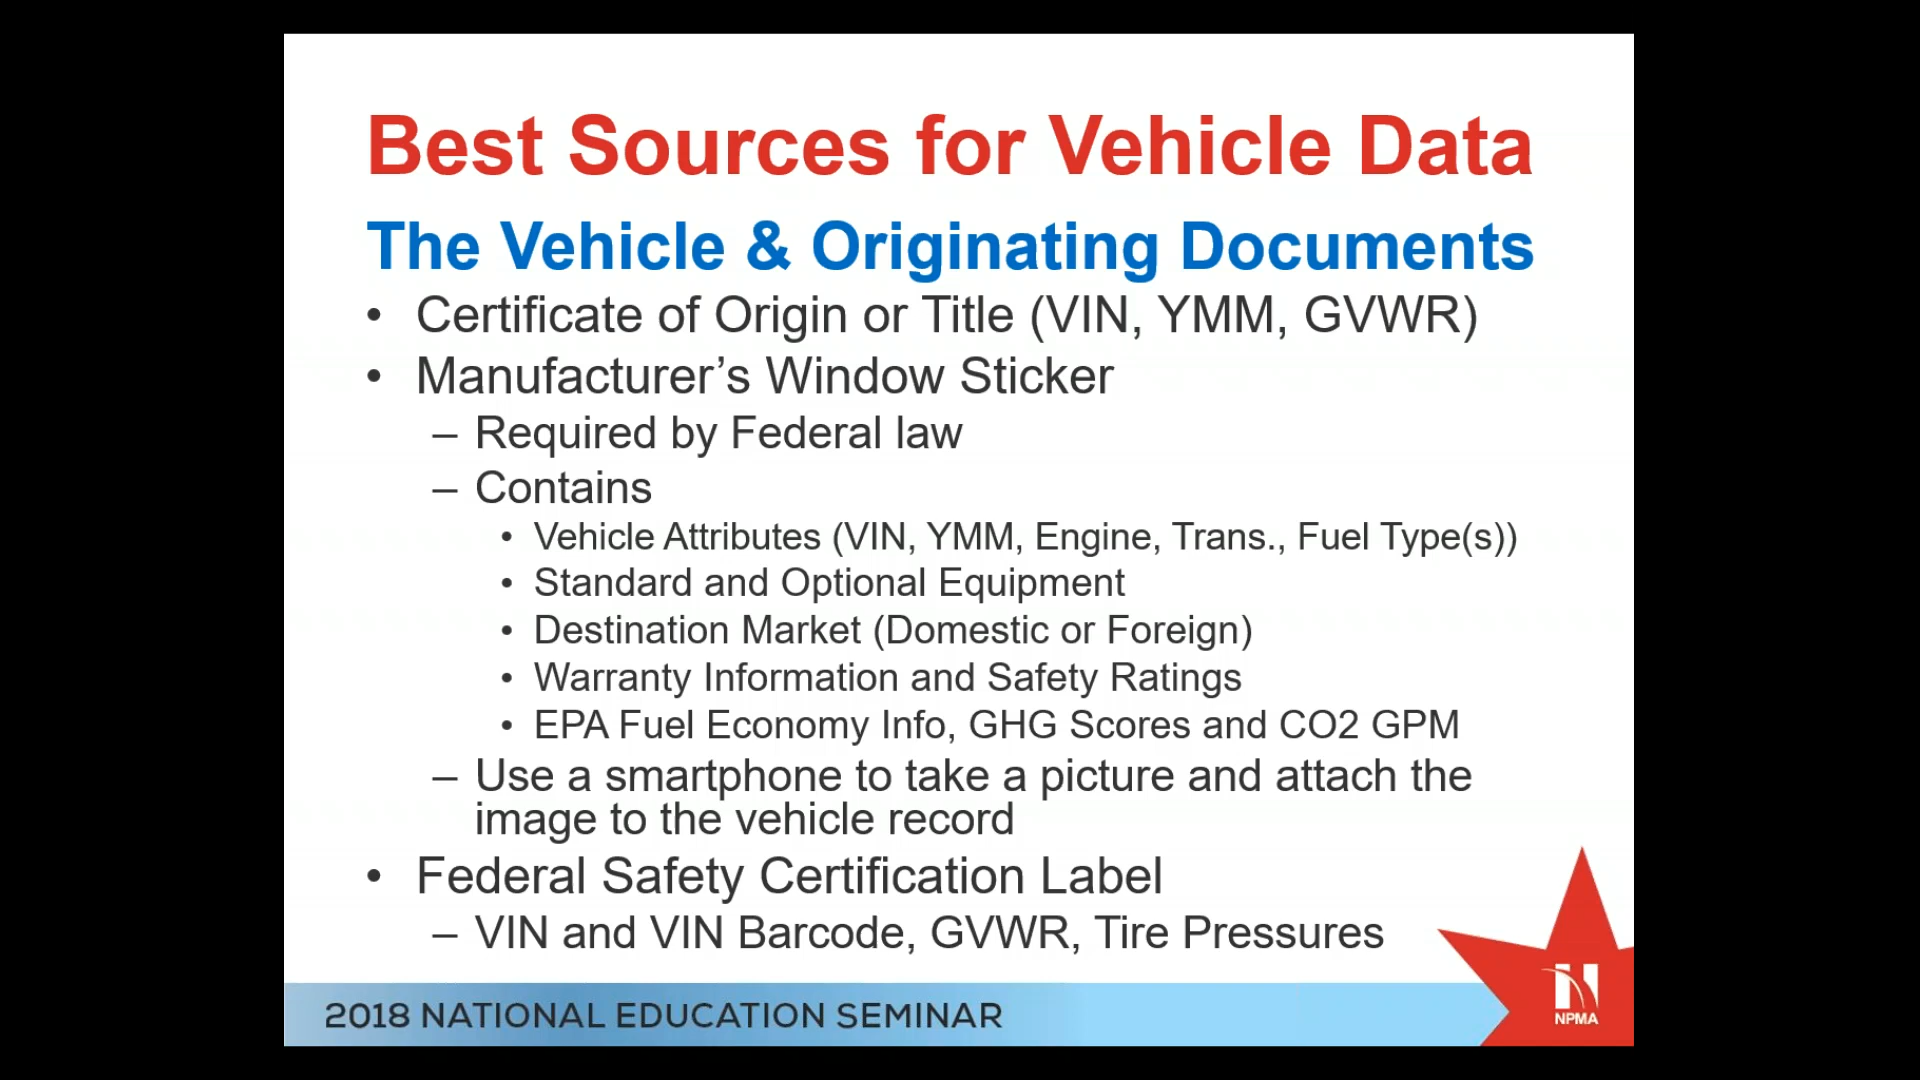 Best Sources for Vehicle Data
The Vehicle & Originating Documents
• Certificate of Origin or Title (VIN, YMM, GVWR)
• Manufacturer’s Window Sticker
– Required by Federal law
– Contains
• Vehicle Attributes (VIN, YMM, Engine, Trans., Fuel Type(s))
• Standard and Optional Equipment
• Destination Market (Domestic or Foreign)
• Warranty Information and Safety Ratings
• EPA Fuel Economy Info, GHG Scores and CO2 GPM
– Use a smartphone to take a picture and attach the
image to the vehicle record
• Federal Safety Certification Label
– VIN and VIN Barcode, GVWR, Tire Pressures
2018 NATIONAL EDUCATION SEMINAR
NPMA